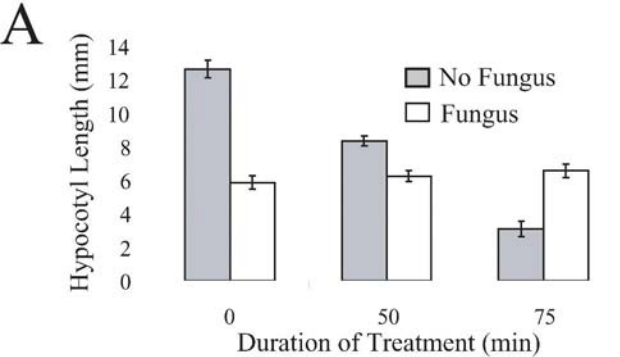 A
Hypocotyl Length (mm)
14
12
10
8
6
4
2
0
No Fungus
Fungus
0 50 75
Duration of Treatment (min)